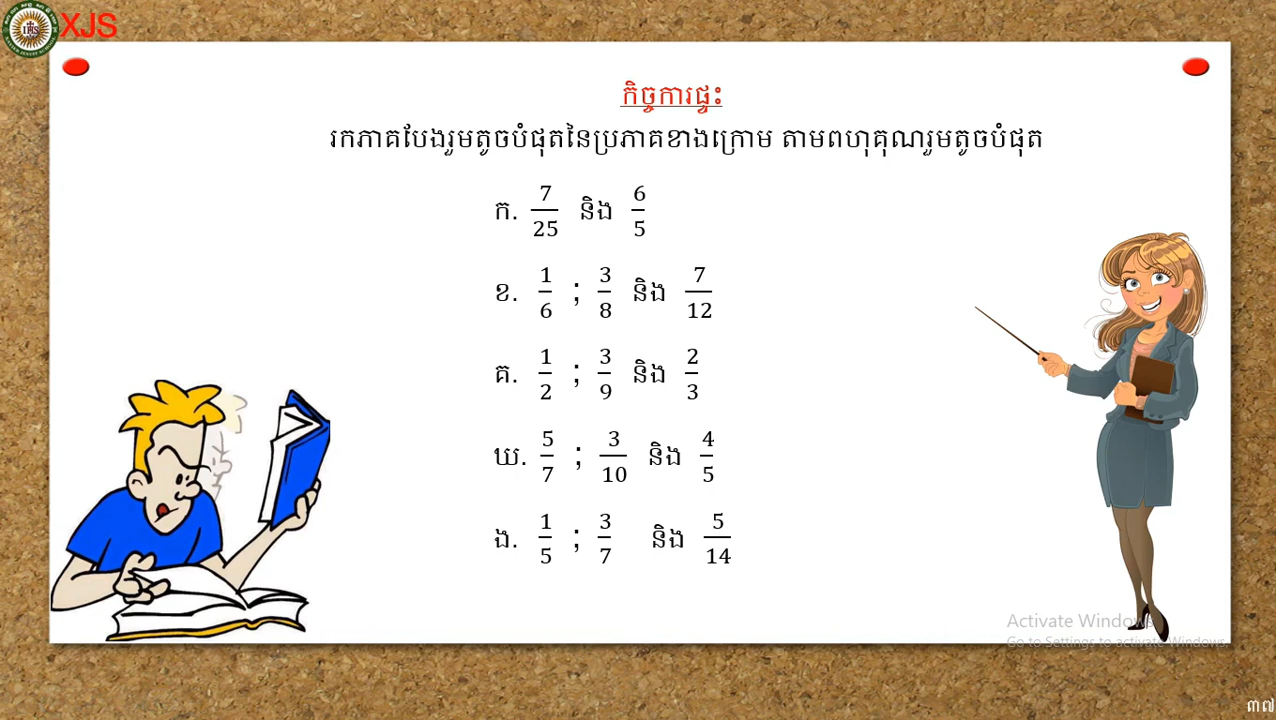 XJS
កិច្ចការផ្ទះ
រកភាគបែងរួមតូចបំផុតនៃប្រភាគខាងក្រោម តាមពហុគុណរួមតូចបំផុត
ក. 7/25 និង 6/5
ខ. 1/6 ; 3/8 និង 7/12
គ. 1/2 ; 3/9 និង 2/3
ឃ. 5/7 ; 3/10 និង 4/5
ង. 1/5 ; 3/7 និង 5/14
Activate Windows
Go to Settings to activate Windows.
៣៧